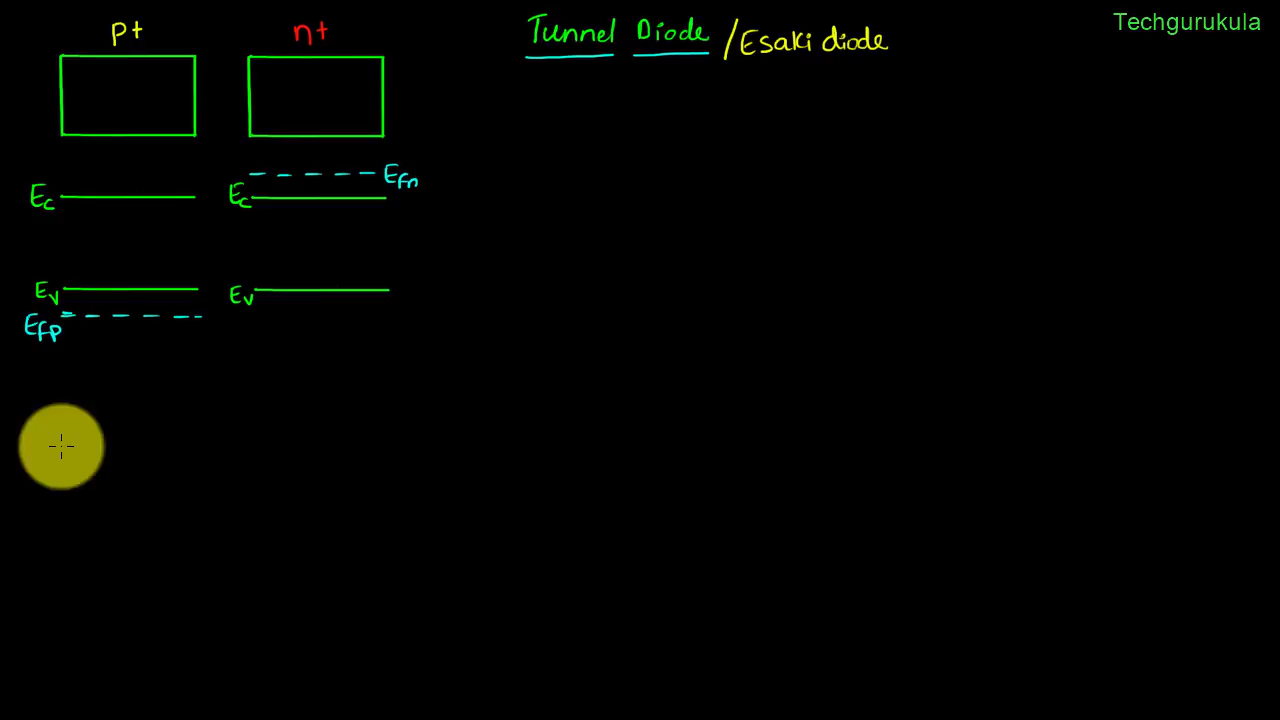 Techgurukula
p+ n+ Tunnel Diode /Esaki diode
EFn
Ec Ec
Ev Ev
EFp